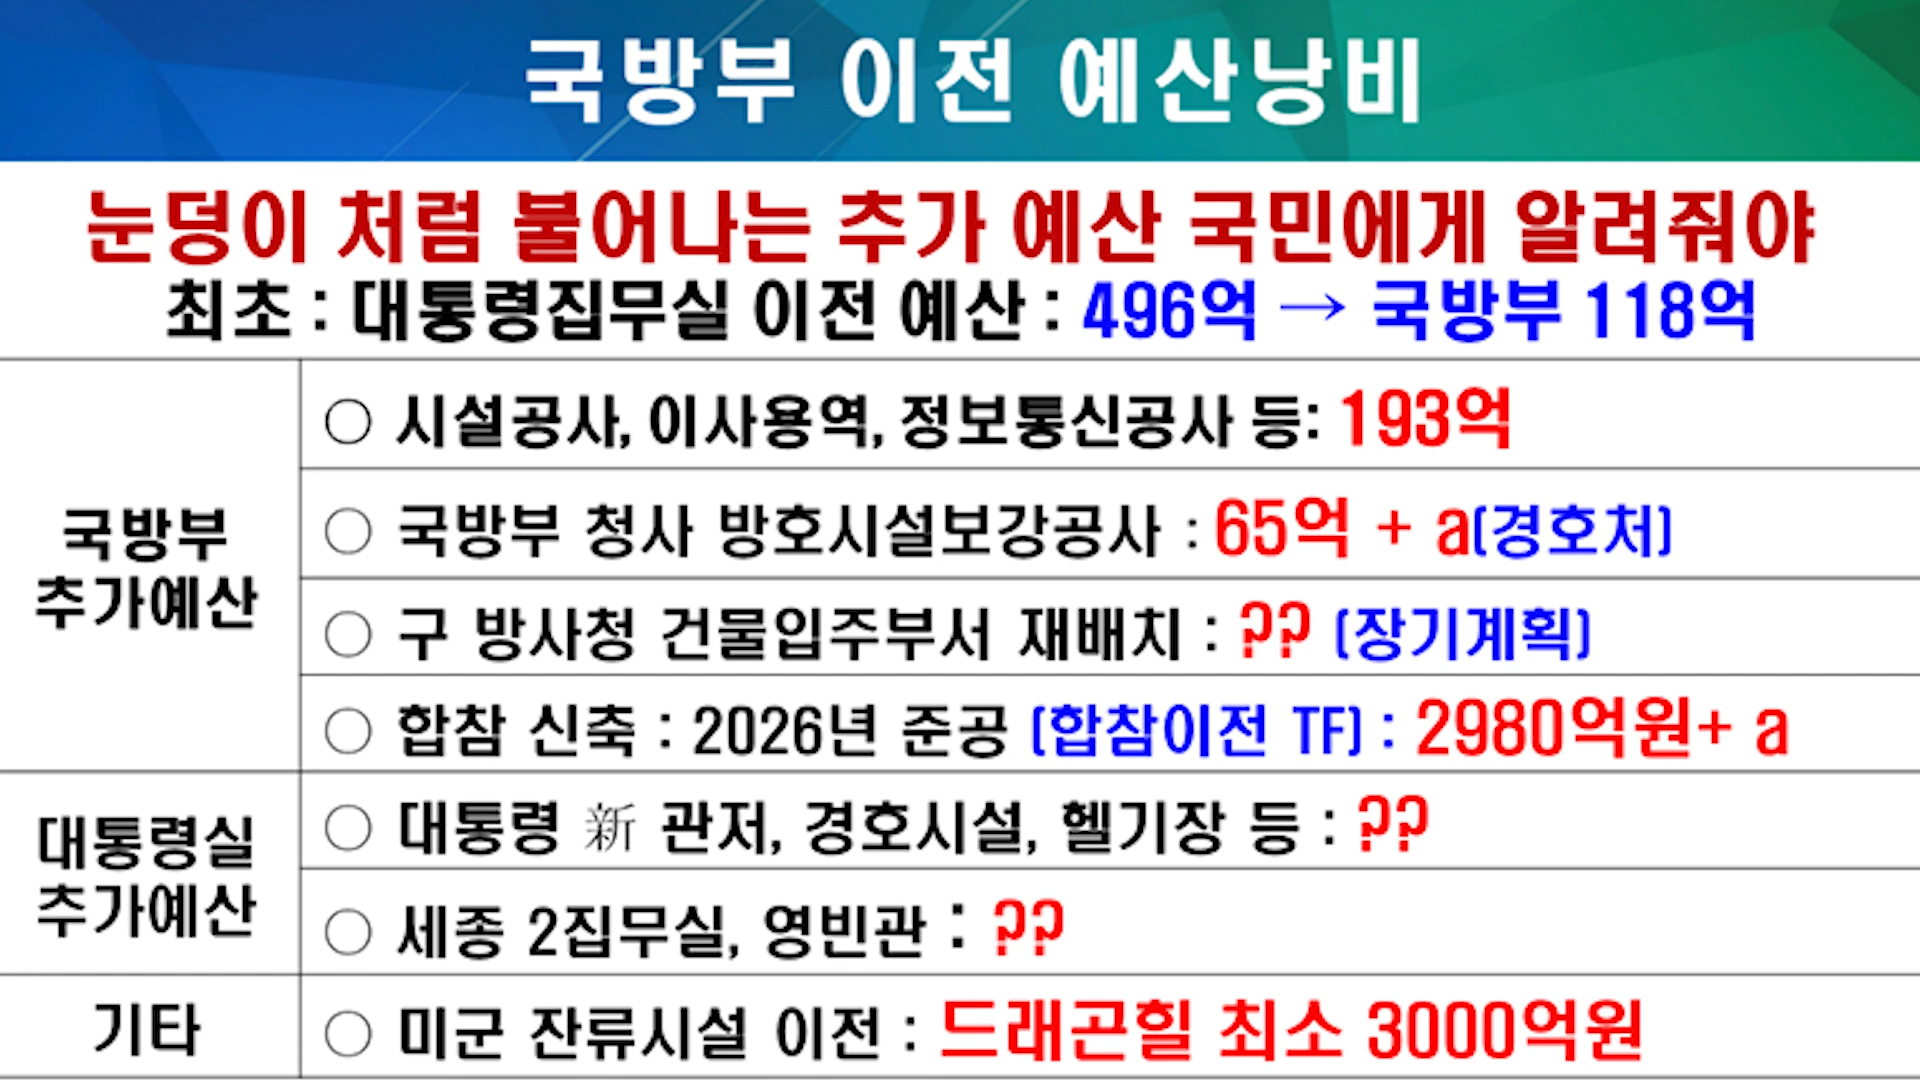 국방부 이전 예산낭비
눈덩이 처럼 불어나는 추가 예산 국민에게 알려줘야
최초 : 대통령집무실 이전 예산 : 496억 → 국방부 118억
국방부
추가예산
○ 시설공사, 이사용역, 정보통신공사 등: 193억
○ 국방부 청사 방호시설보강공사 : 65억 + a(경호처)
○ 구 방사청 건물입주부서 재배치 : ?? (장기계획)
○ 합참 신축 : 2026년 준공 (합참이전 TF) : 2980억원+ a
대통령실
추가예산
○ 대통령 新 관저, 경호시설, 헬기장 등 : ??
○ 세종 2집무실, 영빈관 : ??
기타
○ 미군 잔류시설 이전 : 드래곤힐 최소 3000억원